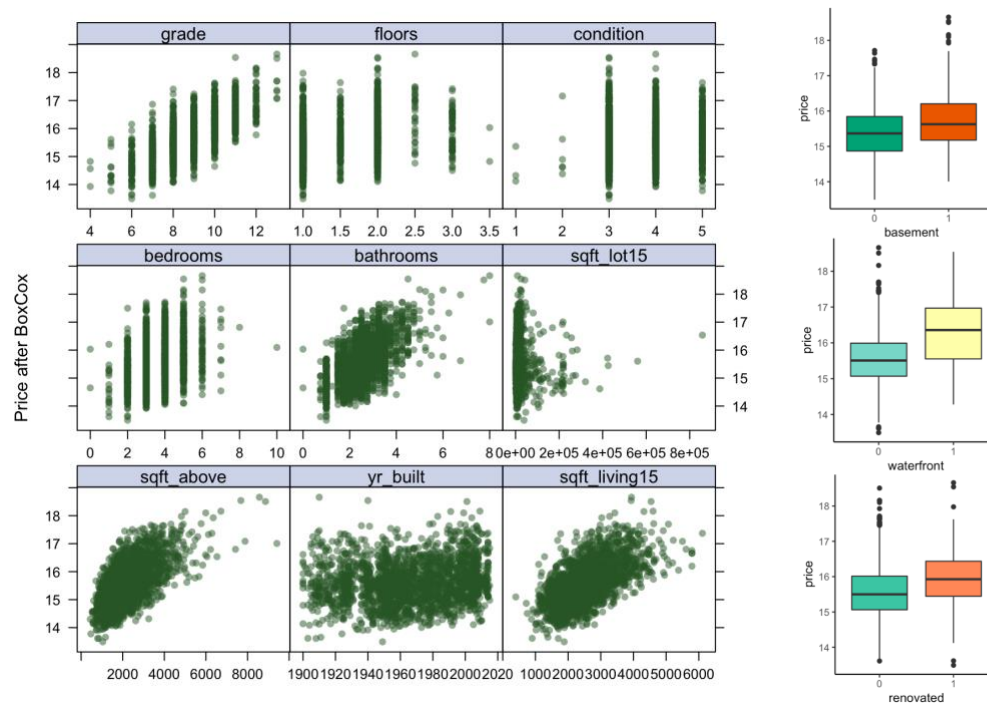 grade floors condition
18
17
16
15
14
4 6 8 10 12 1.0 1.5 2.0 2.5 3.0 3.5 1 2 3 4 5
bedrooms bathrooms sqft_lot15
18
17
16
15
14
0 2 4 6 8 10 0 2 4 6 8 0e+00 2e+05 4e+05 6e+05 8e+05
sqft_above yr_built sqft_living15
18
17
16
15
14
2000 4000 6000 8000 1900 1920 1940 1960 1980 2000 2020 1000 2000 3000 4000 5000 6000
Price after BoxCox
18
17
16
15
14
price
0 1
basement
18
17
16
15
14
price
0 1
waterfront
18
17
16
15
14
price
0 1
renovated